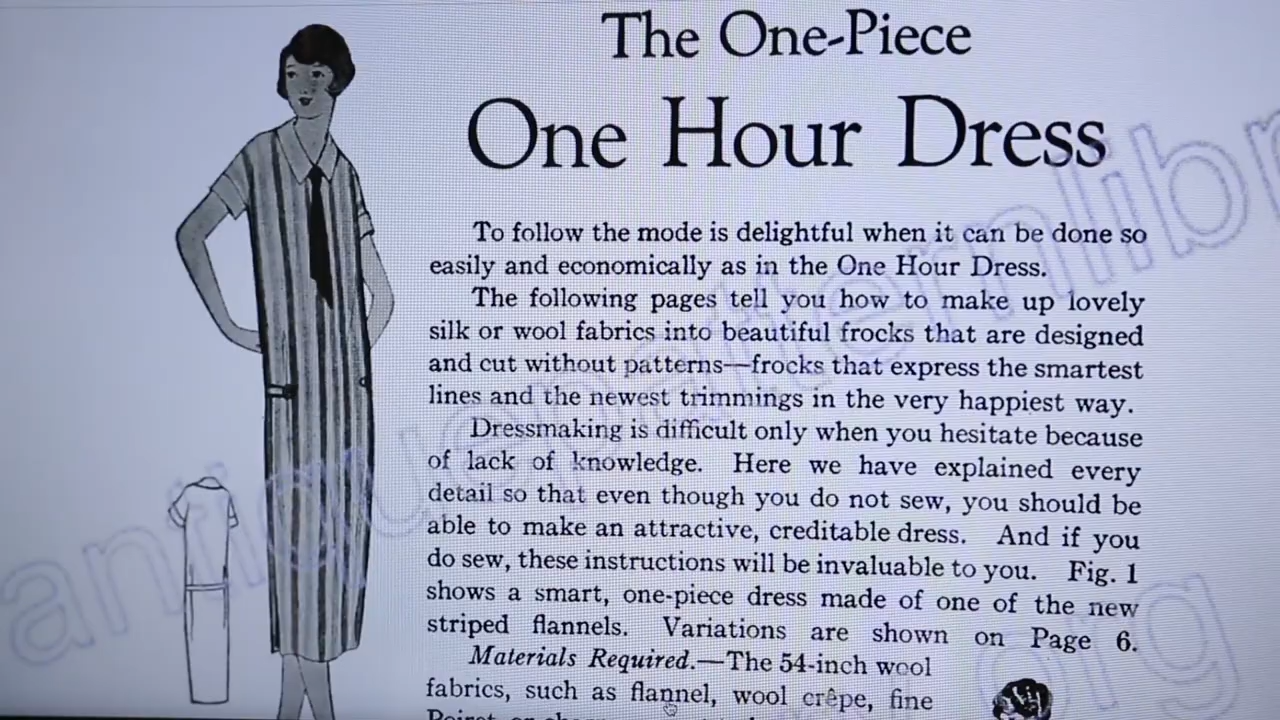 The One-Piece
One Hour Dress
To follow the mode is delightful when it can be done so
easily and economically as in the One Hour Dress.
The following pages tell you how to make up lovely
silk or wool fabrics into beautiful frocks that are designed
and cut without patterns—frocks that express the smartest
lines and the newest trimmings in the very happiest way.
Dressmaking is difficult only when you hesitate because
of lack of knowledge. Here we have explained every
detail so that even though you do not sew, you should be
able to make an attractive, creditable dress. And if you
do sew, these instructions will be invaluable to you. Fig. 1
shows a smart, one-piece dress made of one of the new
striped flannels. Variations are shown on Page 6.
Materials Required.—The 54-inch wool
fabrics, such as flannel, wool crêpe, fine
antiquepatternlibr
org